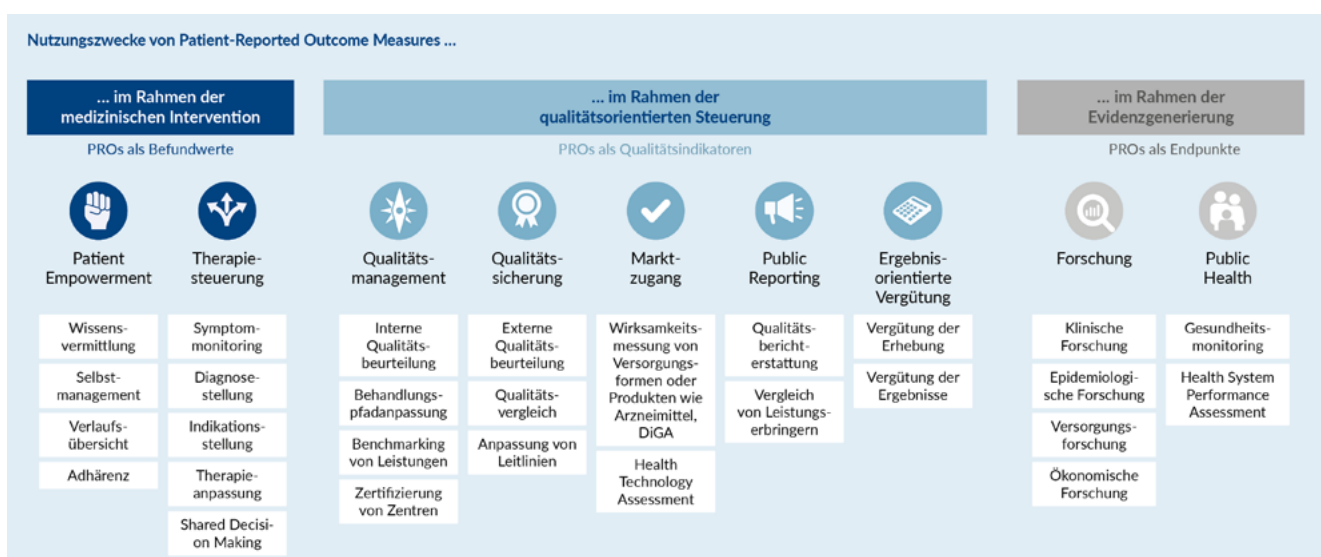 Nutzungszwecke von Patient-Reported Outcome Measures ...
... im Rahmen der
medizinischen Intervention
PROs als Befundwerte
Patient
Empowerment
Wissens-
vermittlung
Selbst-
management
Verlaufs-
übersicht
Adhärenz
Therapie-
steuerung
Symptom-
monitoring
Diagnose-
stellung
Indikations-
stellung
Therapie-
anpassung
Shared Decisi-
on Making
... im Rahmen der
qualitätsorientierten Steuerung
PROs als Qualitätsindikatoren
Qualitäts-
management
Interne
Qualitäts-
beurteilung
Behandlungs-
pfadanpassung
Benchmarking
von Leistungen
Zertifizierung
von Zentren
Qualitäts-
sicherung
Externe
Qualitäts-
beurteilung
Qualitäts-
vergleich
Anpassung von
Leitlinien
Markt-
zugang
Wirksamkeits-
messung von
Versorgungs-
formen oder
Produkten wie
Arzneimittel,
DiGA
Health
Technology
Assessment
Public
Reporting
Qualitäts-
bericht-
erstattung
Vergleich
von Leistungs-
erbringern
Ergebnis-
orientierte
Vergütung
Vergütung der
Erhebung
Vergütung der
Ergebnisse
... im Rahmen der
Evidenzgenerierung
PROs als Endpunkte
Forschung
Klinische
Forschung
Epidemiologi-
sche Forschung
Versorgungs-
forschung
Ökonomische
Forschung
Public
Health
Gesundheits-
monitoring
Health System
Performance
Assessment